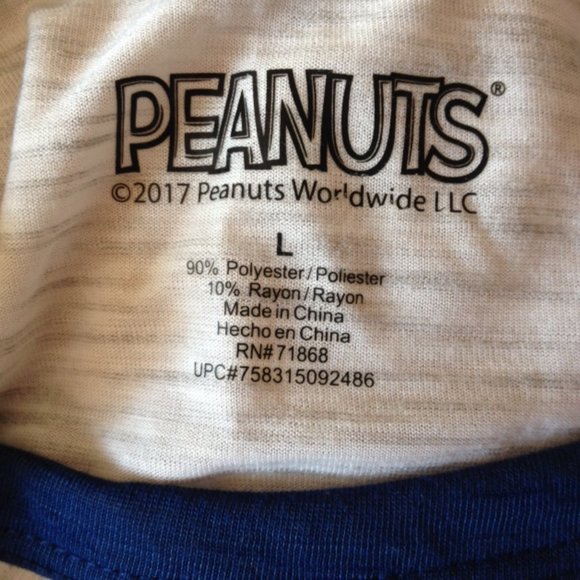 PEANUTS®
©2017 Peanuts Worldwide LLC
L
90% Polyester/Poliester
10% Rayon/Rayon
Made in China
Hecho en China
RN#71868
UPC#758315092486